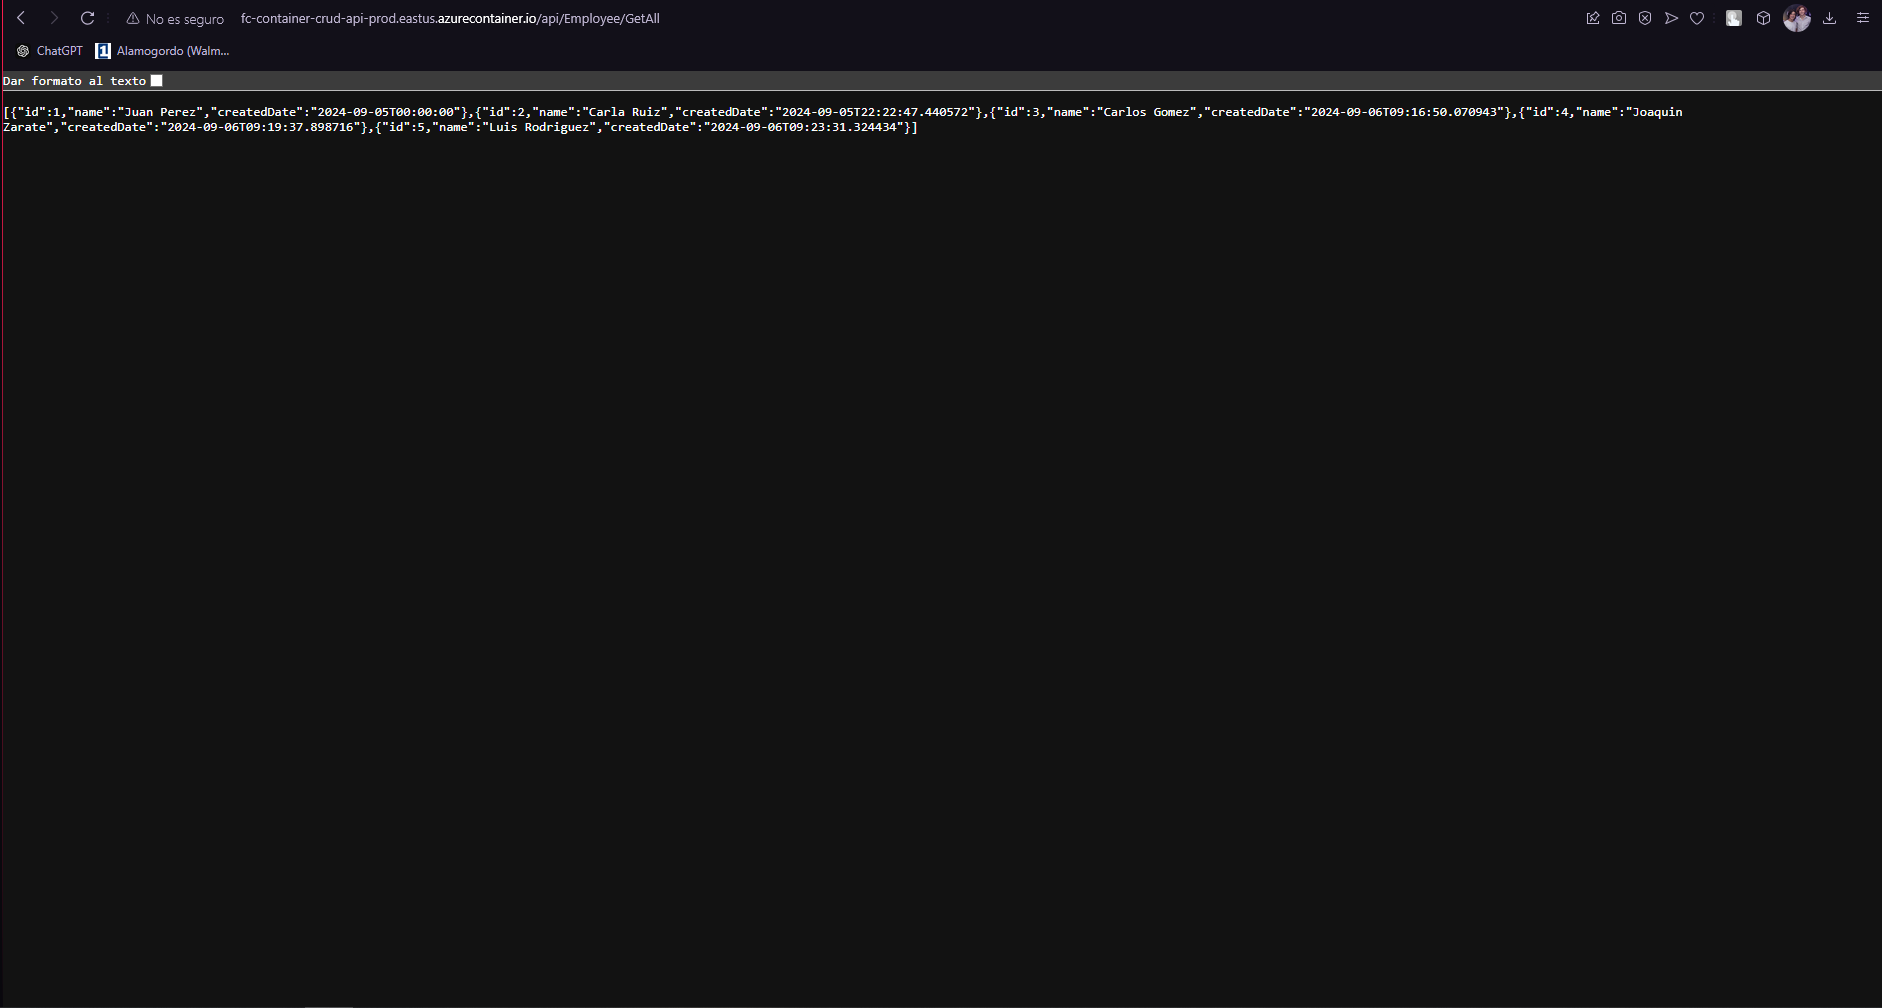 No es seguro fc-container-crud-api-prod.eastus.azurecontainer.io/api/Employee/GetAll
ChatGPT 1 Alamogordo (Walm...
Dar formato al texto
[{"id":1,"name":"Juan Perez","createdDate":"2024-09-05T00:00:00"},{"id":2,"name":"Carla Ruiz","createdDate":"2024-09-05T22:22:47.440572"},{"id":3,"name":"Carlos Gomez","createdDate":"2024-09-06T09:16:50.070943"},{"id":4,"name":"Joaquin
Zarate","createdDate":"2024-09-06T09:19:37.898716"},{"id":5,"name":"Luis Rodriguez","createdDate":"2024-09-06T09:23:31.324434"}]